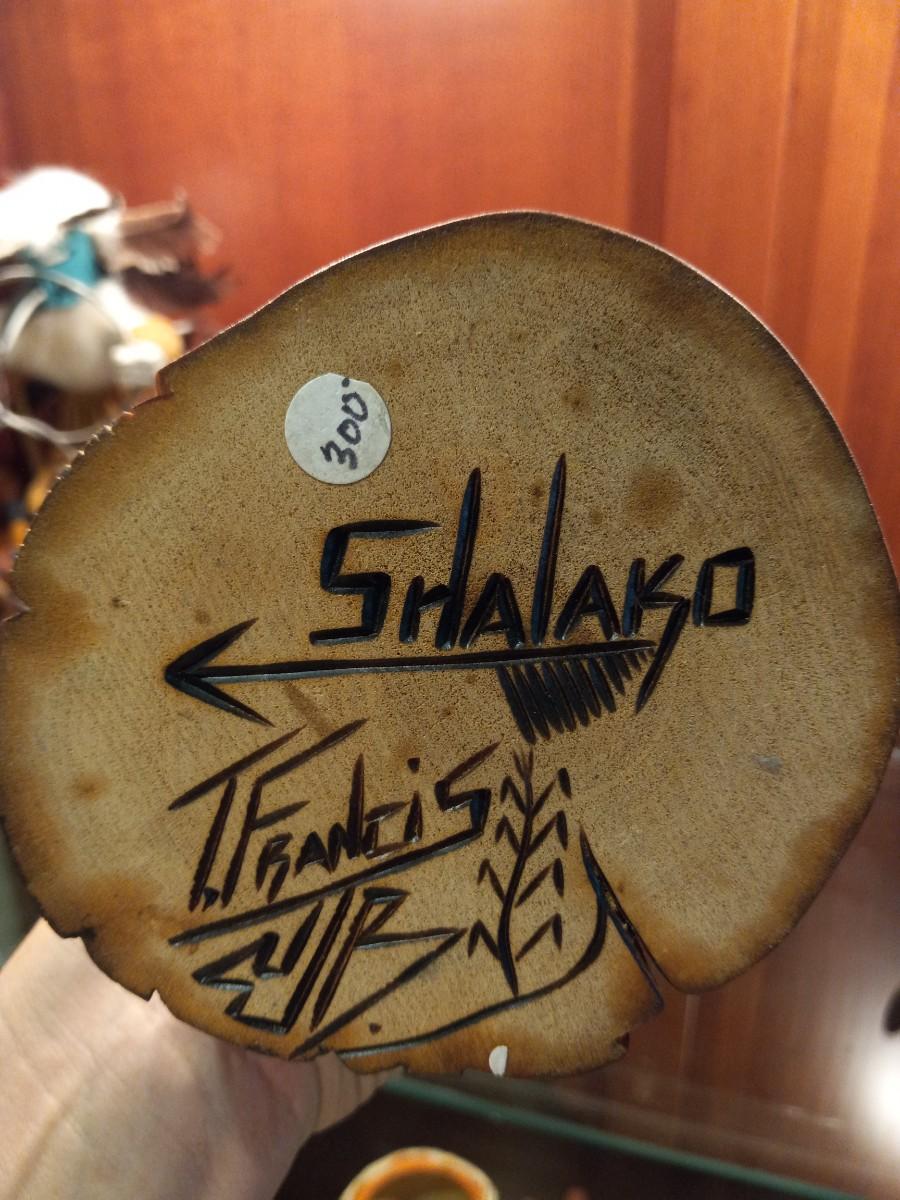 300
SHAlAKO
T. FRANCiS